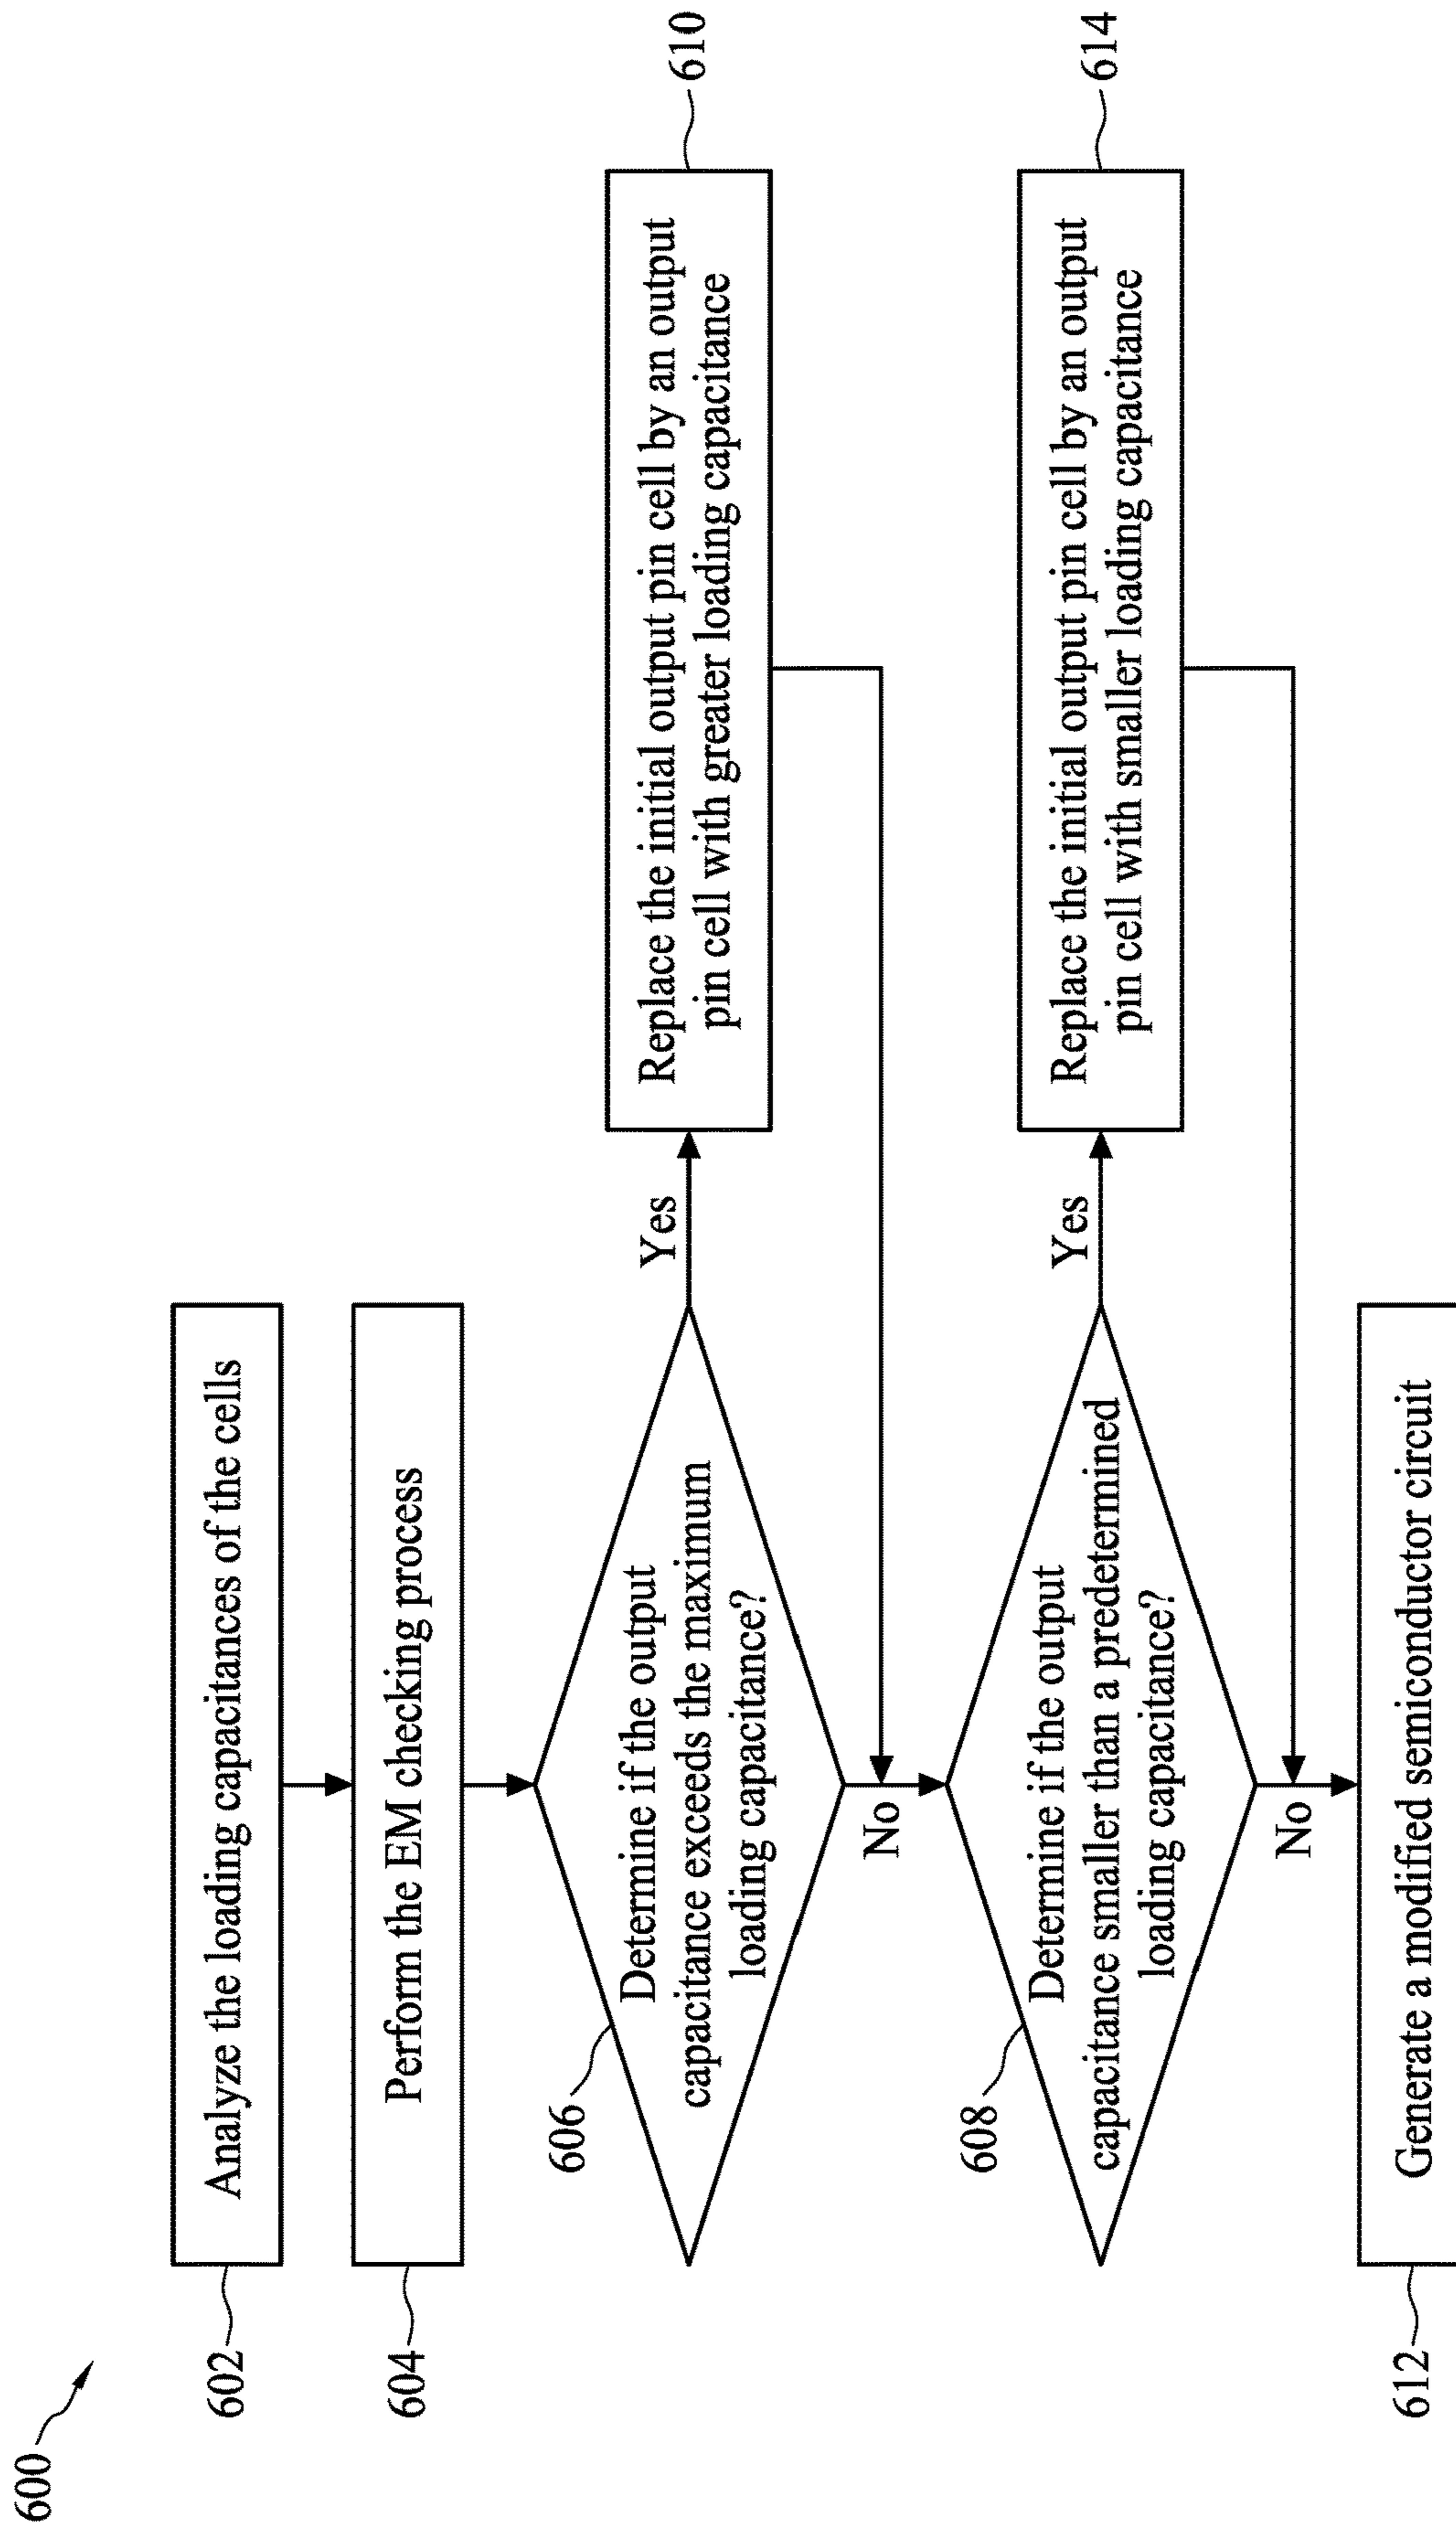 600
602
Analyze the loading capacitances of the cells
604
Perform the EM checking process
606
Determine if the output
capacitance exceeds the maximum
loading capacitance?
Yes
Replace the initial output pin cell by an output
pin cell with greater loading capacitance
610
No
608
Determine if the output
capacitance smaller than a predetermined
loading capacitance?
Yes
Replace the initial output pin cell by an output
pin cell with smaller loading capacitance
614
No
612
Generate a modified semiconductor circuit